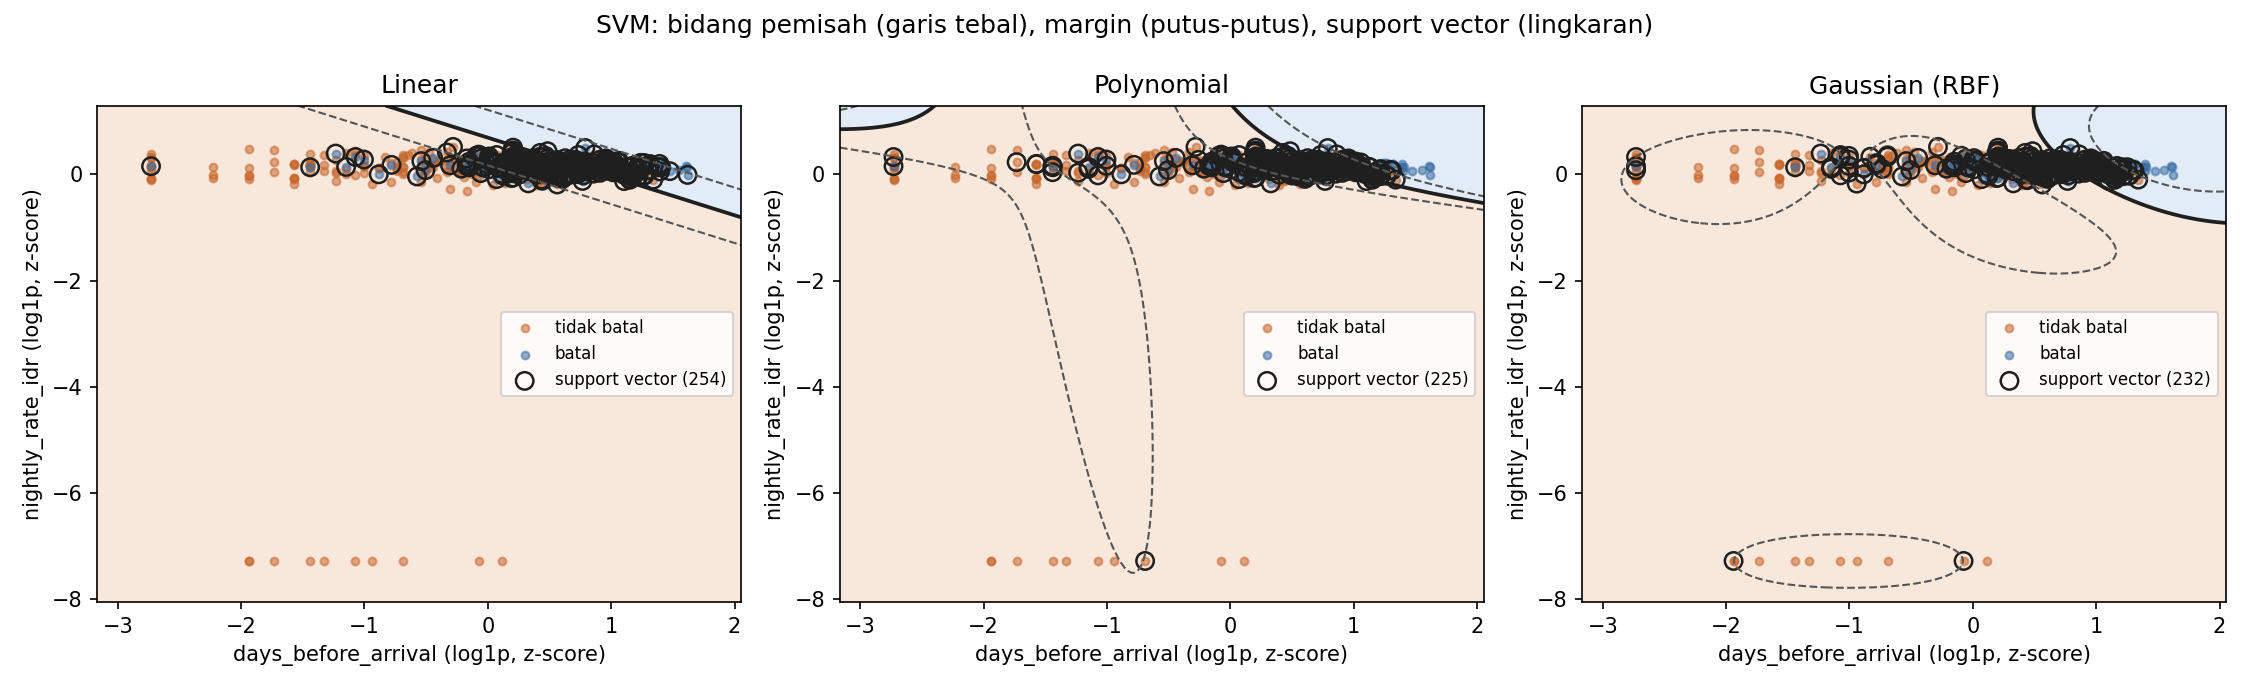 SVM: bidang pemisah (garis tebal), margin (putus-putus), support vector (lingkaran)
Linear
nightly_rate_idr (log1p, z-score)
0
−2
−4
−6
−8
tidak batal
batal
support vector (254)
−3 −2 −1 0 1 2
days_before_arrival (log1p, z-score)
Polynomial
nightly_rate_idr (log1p, z-score)
0
−2
−4
−6
−8
tidak batal
batal
support vector (225)
−3 −2 −1 0 1 2
days_before_arrival (log1p, z-score)
Gaussian (RBF)
nightly_rate_idr (log1p, z-score)
0
−2
−4
−6
−8
tidak batal
batal
support vector (232)
−3 −2 −1 0 1 2
days_before_arrival (log1p, z-score)